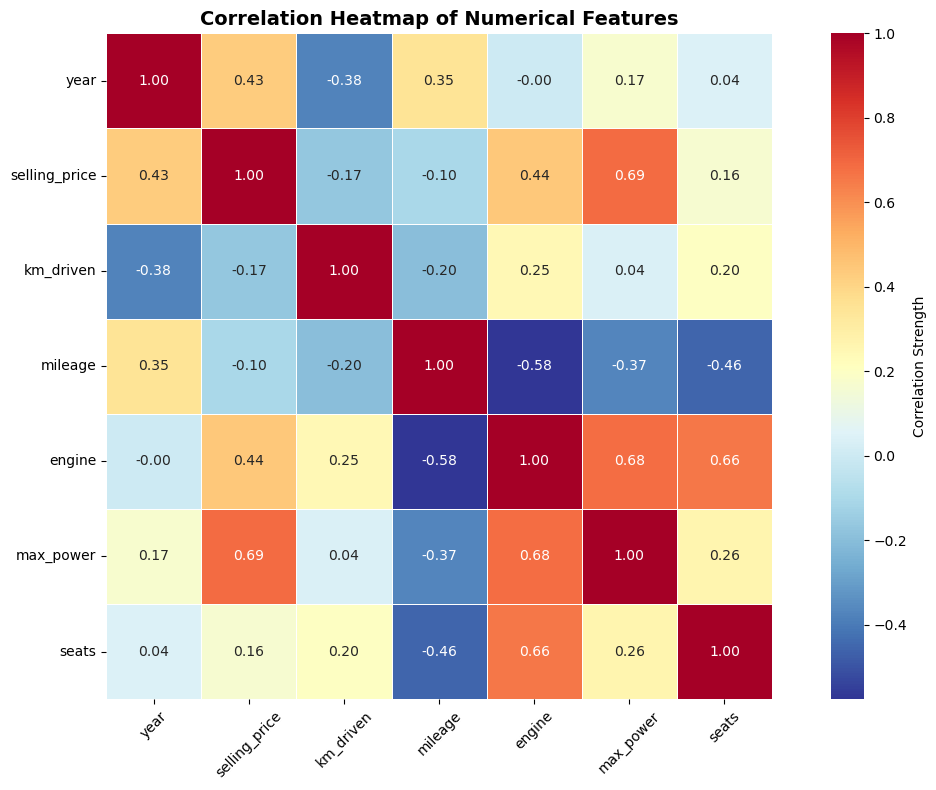 Correlation Heatmap of Numerical Features
year 1.00 0.43 -0.38 0.35 -0.00 0.17 0.04
selling_price 0.43 1.00 -0.17 -0.10 0.44 0.69 0.16
km_driven -0.38 -0.17 1.00 -0.20 0.25 0.04 0.20
mileage 0.35 -0.10 -0.20 1.00 -0.58 -0.37 -0.46
engine -0.00 0.44 0.25 -0.58 1.00 0.68 0.66
max_power 0.17 0.69 0.04 -0.37 0.68 1.00 0.26
seats 0.04 0.16 0.20 -0.46 0.66 0.26 1.00
year selling_price km_driven mileage engine max_power seats
1.0
0.8
0.6
0.4
0.2
0.0
−0.2
−0.4
Correlation Strength